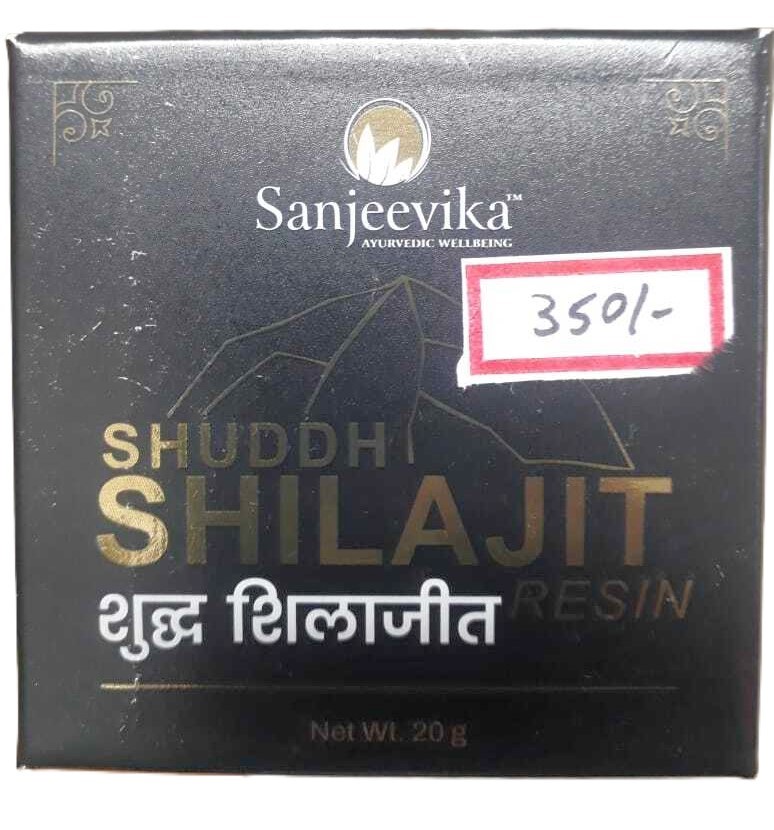 Sanjeevika™
AYURVEDIC WELLBEING
350/-
SHUDDH
SHILAJIT
RESIN
शुद्ध शिलाजीत
Net Wt. 20 g